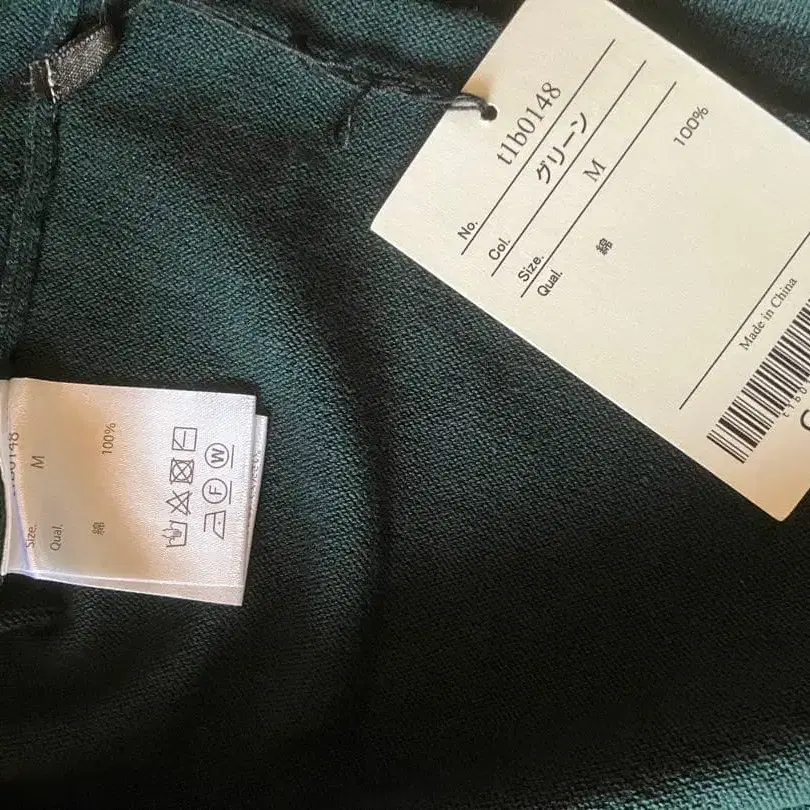 No. t1b0148
Col. グリーン
Size. M
Qual.
綿 100%
Made in China
Size. M
Qual.
綿 100%
F W